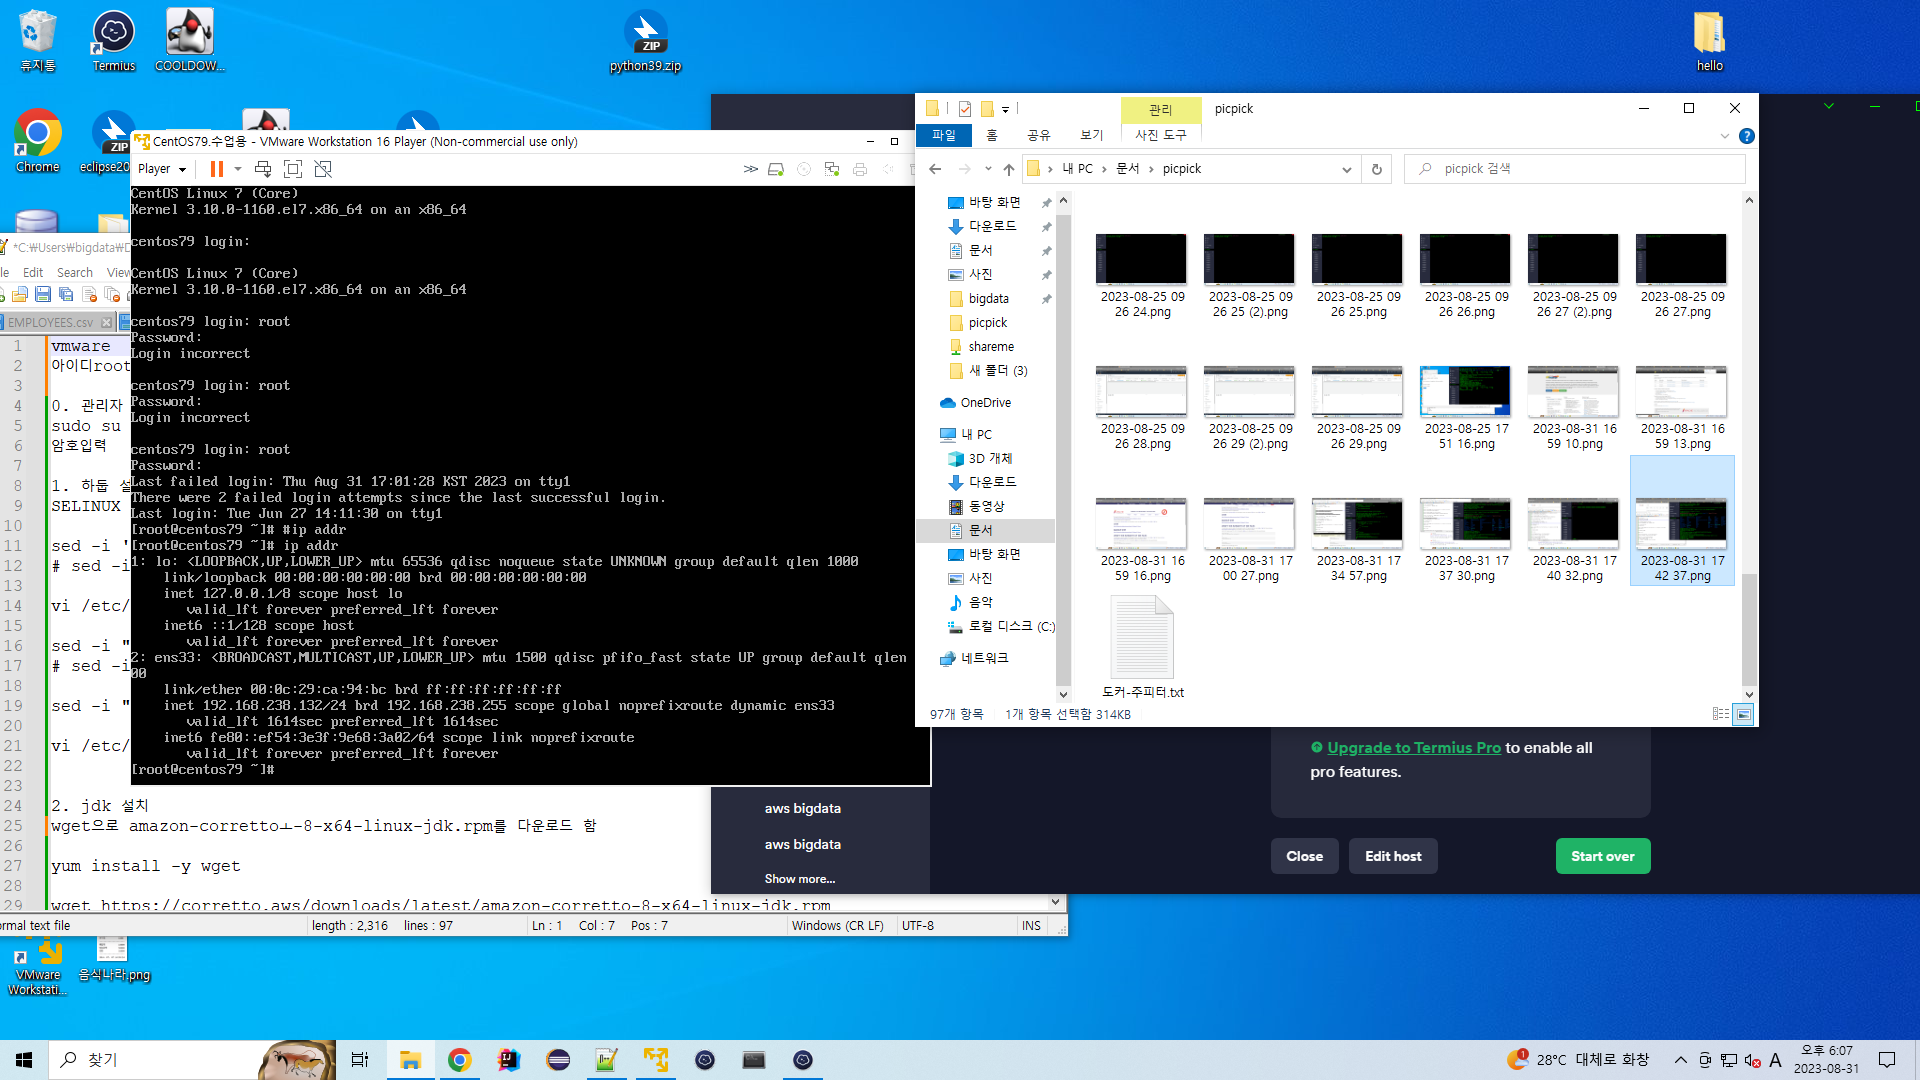 휴지통
Termius
COOLDOW...
ZIP
python39.zip
hello
Chrome
ZIP
eclipse20
CentOS79.수업용 - VMware Workstation 16 Player (Non-commercial use only)
Player
CentOS Linux 7 (Core)
Kernel 3.10.0-1160.el7.x86_64 on an x86_64
centos79 login:
CentOS Linux 7 (Core)
Kernel 3.10.0-1160.el7.x86_64 on an x86_64
centos79 login: root
Password:
Login incorrect
centos79 login: root
Password:
Login incorrect
centos79 login: root
Password:
Last failed login: Thu Aug 31 17:01:28 KST 2023 on tty1
There were 2 failed login attempts since the last successful login.
Last login: Tue Jun 27 14:11:30 on tty1
[root@centos79 ~]# #ip addr
[root@centos79 ~]# ip addr
1: lo: <LOOPBACK,UP,LOWER_UP> mtu 65536 qdisc noqueue state UNKNOWN group default qlen 1000
link/loopback 00:00:00:00:00:00 brd 00:00:00:00:00:00
inet 127.0.0.1/8 scope host lo
valid_lft forever preferred_lft forever
inet6 ::1/128 scope host
valid_lft forever preferred_lft forever
2: ens33: <BROADCAST,MULTICAST,UP,LOWER_UP> mtu 1500 qdisc pfifo_fast state UP group default qlen
00
link/ether 00:0c:29:ca:94:bc brd ff:ff:ff:ff:ff:ff
inet 192.168.238.132/24 brd 192.168.238.255 scope global noprefixroute dynamic ens33
valid_lft 1614sec preferred_lft 1614sec
inet6 fe80::ef54:3e3f:9e68:3a02/64 scope link noprefixroute
valid_lft forever preferred_lft forever
[root@centos79 ~]#
*C:₩Users₩bigdata₩D
le Edit Search View
EMPLOYEES.csv
1 vmware
2 아이디root
3
4 0. 관리자
5 sudo su
6 암호입력
7
8 1. 하둡 설
9 SELINUX
10
11 sed -i '
12 # sed -i
13
14 vi /etc/
15
16 sed -i "
17 # sed -i
18
19 sed -i "
20
21 vi /etc/
22
23
24 2. jdk 설치
25 wget으로 amazon-correttoㅗ-8-x64-linux-jdk.rpm를 다운로드 함
26
27 yum install -y wget
28
29 wget https://corretto.aws/downloads/latest/amazon-corretto-8-x64-linux-jdk.rpm
ormal text file
length : 2,316 lines : 97
Ln : 1 Col : 7 Pos : 7
Windows (CR LF)
UTF-8
INS
VMware
Workstati...
음식나라.png
관리
picpick
파일
홈
공유
보기
사진 도구
내 PC
문서
picpick
picpick 검색
바탕 화면
다운로드
문서
사진
bigdata
picpick
shareme
새 폴더 (3)
OneDrive
내 PC
3D 개체
다운로드
동영상
문서
바탕 화면
사진
음악
로컬 디스크 (C:)
네트워크
2023-08-25 09 26 24.png
2023-08-25 09 26 25 (2).png
2023-08-25 09 26 25.png
2023-08-25 09 26 26.png
2023-08-25 09 26 27 (2).png
2023-08-25 09 26 27.png
2023-08-25 09 26 28.png
2023-08-25 09 26 29 (2).png
2023-08-25 09 26 29.png
2023-08-25 17 51 16.png
2023-08-31 16 59 10.png
2023-08-31 16 59 13.png
2023-08-31 16 59 16.png
2023-08-31 17 00 27.png
2023-08-31 17 34 57.png
2023-08-31 17 37 30.png
2023-08-31 17 40 32.png
2023-08-31 17 42 37.png
도커-주피터.txt
97개 항목
1개 항목 선택함 314KB
Upgrade to Termius Pro to enable all
pro features.
Close
Edit host
Start over
aws bigdata
aws bigdata
Show more...
찾기
1
28°C 대체로 화창
A
오후 6:07
2023-08-31